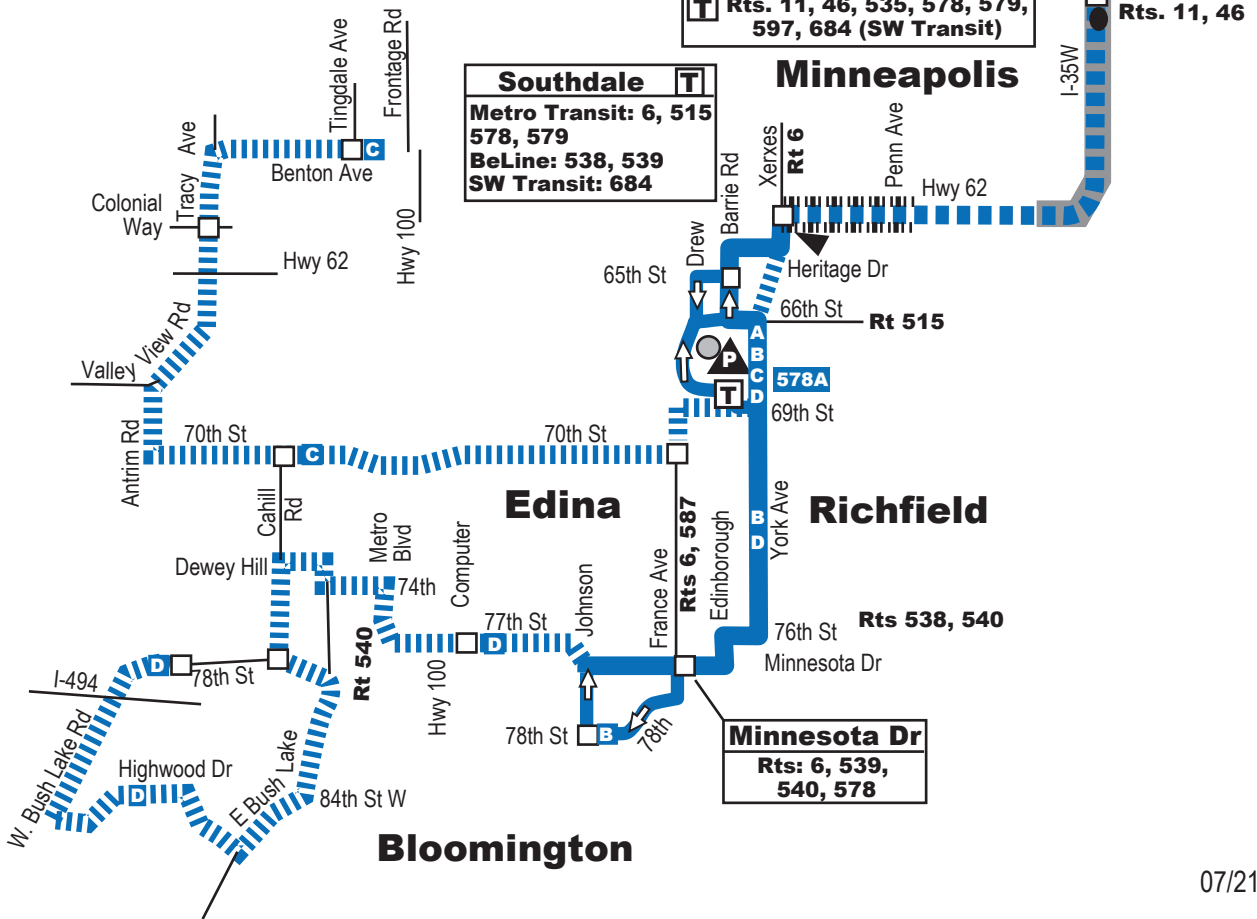 T Rts. 11, 46, 535, 578, 579,
597, 684 (SW Transit)
Rts. 11, 46
I-35W
Minneapolis
Southdale T
Metro Transit: 6, 515
578, 579
BeLine: 538, 539
SW Transit: 684
Tingdale Ave
Frontage Rd
Tracy Ave
C
Benton Ave
Colonial
Way
Hwy 62
Hwy 100
Xerxes
Rt 6
Penn Ave
Hwy 62
Barrie Rd
Drew
65th St
Heritage Dr
66th St
Rt 515
A
B
C
D
P
T
578A
69th St
Valley View Rd
Antrim Rd
70th St
C
70th St
Cahill
Rd
Edina
Richfield
B
D
York Ave
Dewey Hill
Metro
Blvd
74th
Computer
Johnson
France Ave
Rts 6, 587
Edinborough
77th St
D
76th St
Rts 538, 540
Minnesota Dr
Rt 540
Hwy 100
D
78th St
I-494
W. Bush Lake Rd
78th St
B
78th
Minnesota Dr
Rts: 6, 539,
540, 578
Highwood Dr
D
E Bush Lake
84th St W
Bloomington
07/21